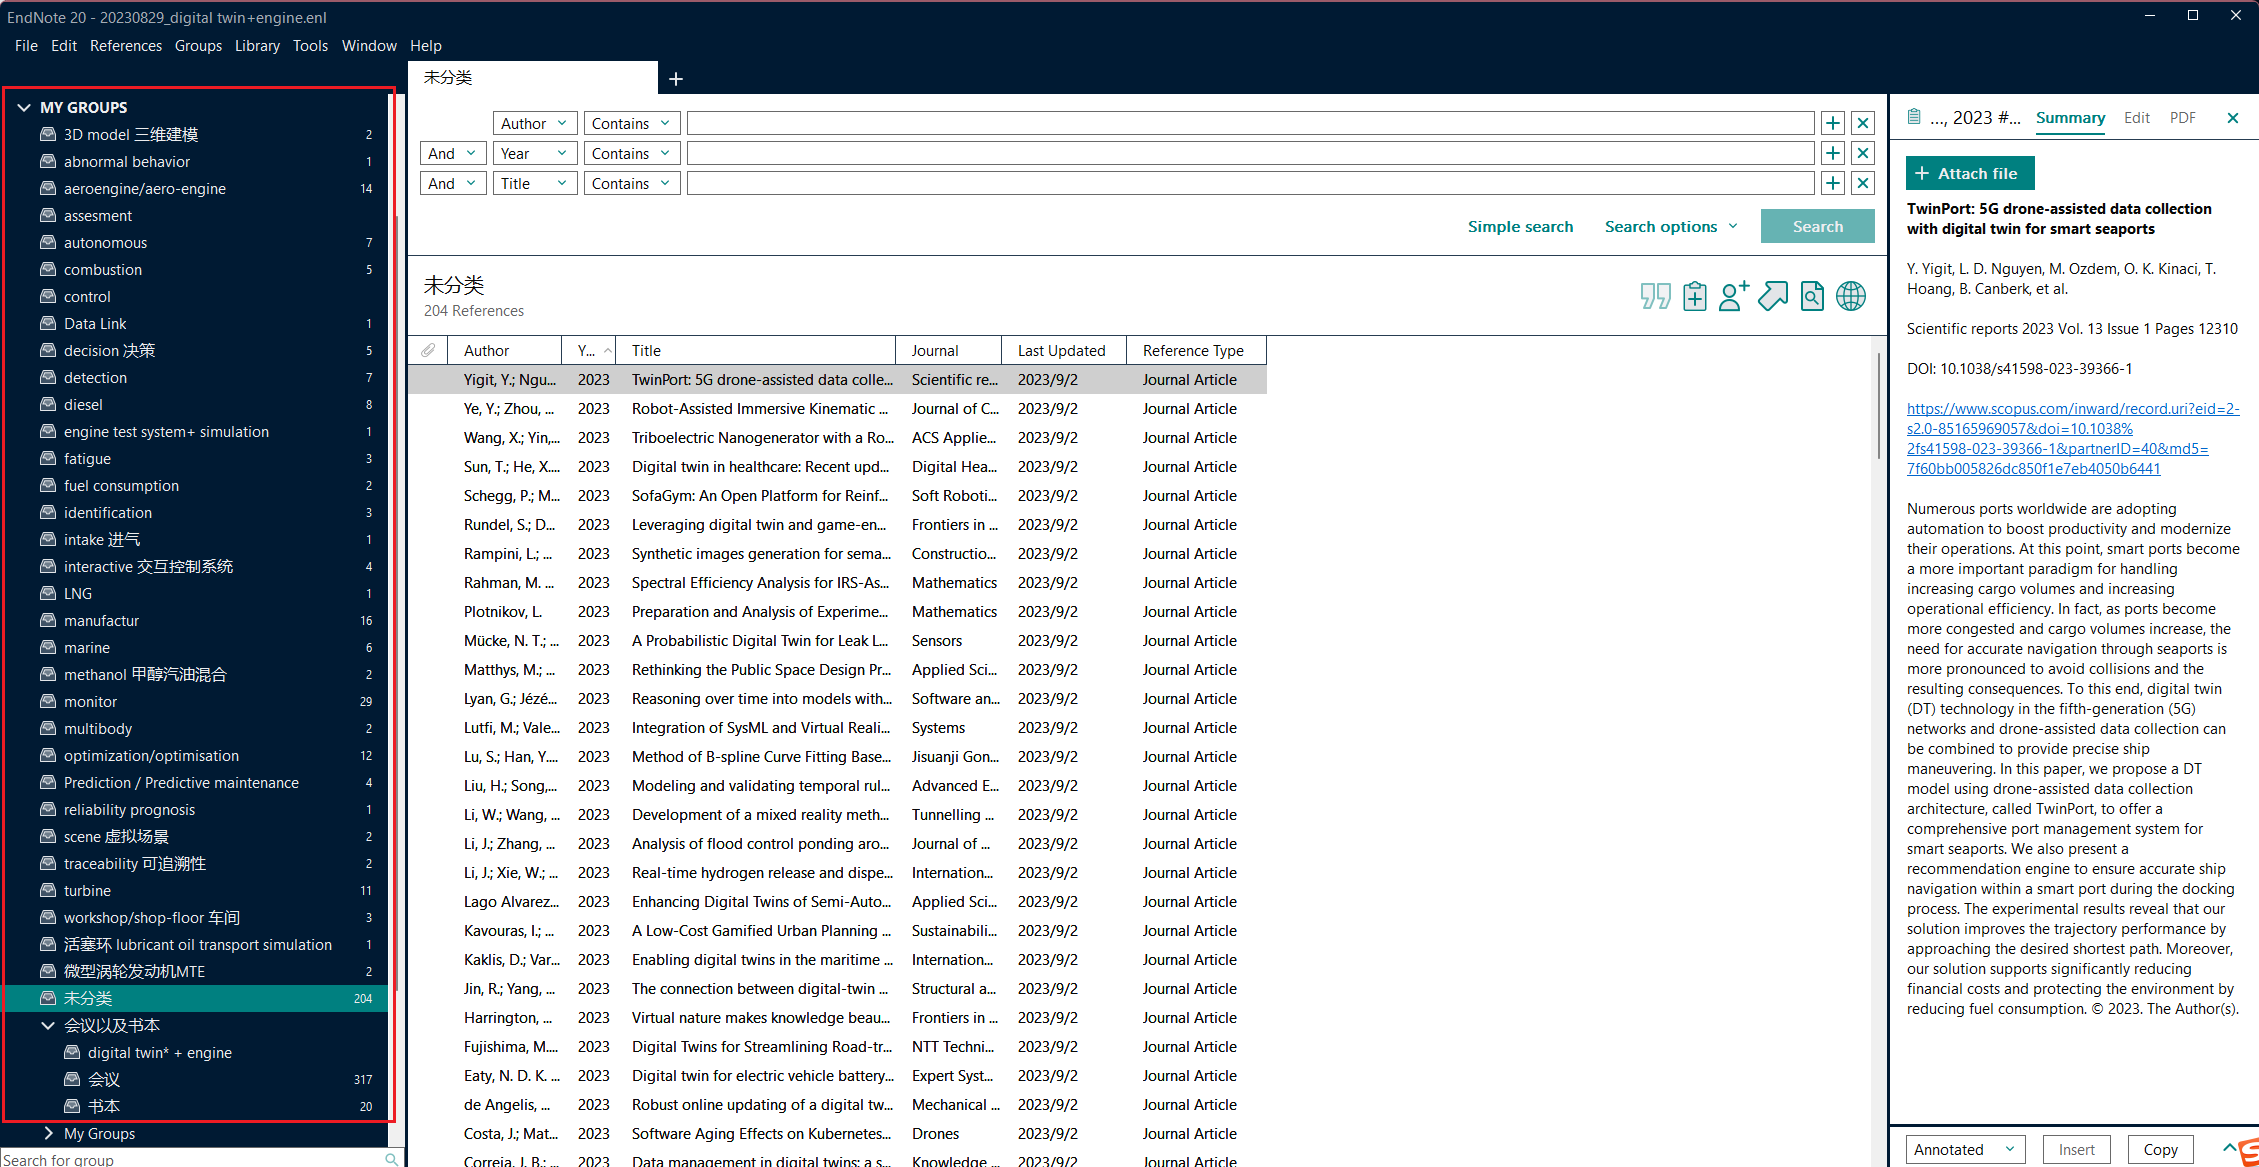 EndNote 20 - 20230829_digital twin+engine.enl
File Edit References Groups Library Tools Window Help
MY GROUPS
3D model 三维建模 2
abnormal behavior 1
aeroengine/aero-engine 14
assesment
autonomous 7
combustion 5
control
Data Link 1
decision 决策 5
detection 7
diesel 8
engine test system+ simulation 1
fatigue 3
fuel consumption 2
identification 3
intake 进气 1
interactive 交互控制系统 4
LNG 1
manufactur 16
marine 6
methanol 甲醇汽油混合 2
monitor 29
multibody 2
optimization/optimisation 12
Prediction / Predictive maintenance 4
reliability prognosis 1
scene 虚拟场景 2
traceability 可追溯性 2
turbine 11
workshop/shop-floor 车间 3
活塞环 lubricant oil transport simulation 1
微型涡轮发动机MTE 2
未分类 204
会议以及书本
digital twin* + engine
会议 317
书本 20
My Groups
Search for group
未分类 +
Author Contains
And Year Contains
And Title Contains
Simple search Search options Search
未分类
204 References
Author Y... Title Journal Last Updated Reference Type
Yigit, Y.; Ngu... 2023 TwinPort: 5G drone-assisted data colle... Scientific re... 2023/9/2 Journal Article
Ye, Y.; Zhou, ... 2023 Robot-Assisted Immersive Kinematic ... Journal of C... 2023/9/2 Journal Article
Wang, X.; Yin,... 2023 Triboelectric Nanogenerator with a Ro... ACS Applie... 2023/9/2 Journal Article
Sun, T.; He, X.... 2023 Digital twin in healthcare: Recent upd... Digital Hea... 2023/9/2 Journal Article
Schegg, P.; M... 2023 SofaGym: An Open Platform for Reinf... Soft Roboti... 2023/9/2 Journal Article
Rundel, S.; D... 2023 Leveraging digital twin and game-en... Frontiers in ... 2023/9/2 Journal Article
Rampini, L.; ... 2023 Synthetic images generation for sema... Constructio... 2023/9/2 Journal Article
Rahman, M. ... 2023 Spectral Efficiency Analysis for IRS-As... Mathematics 2023/9/2 Journal Article
Plotnikov, L. 2023 Preparation and Analysis of Experime... Mathematics 2023/9/2 Journal Article
Mücke, N. T.; ... 2023 A Probabilistic Digital Twin for Leak L... Sensors 2023/9/2 Journal Article
Matthys, M.; ... 2023 Rethinking the Public Space Design Pr... Applied Sci... 2023/9/2 Journal Article
Lyan, G.; Jézé... 2023 Reasoning over time into models with... Software an... 2023/9/2 Journal Article
Lutfi, M.; Vale... 2023 Integration of SysML and Virtual Reali... Systems 2023/9/2 Journal Article
Lu, S.; Han, Y.... 2023 Method of B-spline Curve Fitting Base... Jisuanji Gon... 2023/9/2 Journal Article
Liu, H.; Song,... 2023 Modeling and validating temporal rul... Advanced E... 2023/9/2 Journal Article
Li, W.; Wang, ... 2023 Development of a mixed reality meth... Tunnelling ... 2023/9/2 Journal Article
Li, J.; Zhang, ... 2023 Analysis of flood control ponding aro... Journal of ... 2023/9/2 Journal Article
Li, J.; Xie, W.; ... 2023 Real-time hydrogen release and dispe... Internation... 2023/9/2 Journal Article
Lago Alvarez... 2023 Enhancing Digital Twins of Semi-Auto... Applied Sci... 2023/9/2 Journal Article
Kavouras, I.; ... 2023 A Low-Cost Gamified Urban Planning ... Sustainabili... 2023/9/2 Journal Article
Kaklis, D.; Var... 2023 Enabling digital twins in the maritime ... Internation... 2023/9/2 Journal Article
Jin, R.; Yang, ... 2023 The connection between digital-twin ... Structural a... 2023/9/2 Journal Article
Harrington, ... 2023 Virtual nature makes knowledge beau... Frontiers in ... 2023/9/2 Journal Article
Fujishima, M.... 2023 Digital Twins for Streamlining Road-tr... NTT Techni... 2023/9/2 Journal Article
Eaty, N. D. K. ... 2023 Digital twin for electric vehicle battery... Expert Syst... 2023/9/2 Journal Article
de Angelis, ... 2023 Robust online updating of a digital tw... Mechanical ... 2023/9/2 Journal Article
Costa, J.; Mat... 2023 Software Aging Effects on Kubernetes... Drones 2023/9/2 Journal Article
Correia, J. B.; ... 2023 Data management in digital twins: a s... Knowledge ... 2023/9/2 Journal Article
..., 2023 #... Summary Edit PDF
+ Attach file
TwinPort: 5G drone-assisted data collection
with digital twin for smart seaports
Y. Yigit, L. D. Nguyen, M. Ozdem, O. K. Kinaci, T.
Hoang, B. Canberk, et al.
Scientific reports 2023 Vol. 13 Issue 1 Pages 12310
DOI: 10.1038/s41598-023-39366-1
https://www.scopus.com/inward/record.uri?eid=2-
s2.0-85165969057&doi=10.1038%
2fs41598-023-39366-1&partnerID=40&md5=
7f60bb005826dc850f1e7eb4050b6441
Numerous ports worldwide are adopting
automation to boost productivity and modernize
their operations. At this point, smart ports become
a more important paradigm for handling
increasing cargo volumes and increasing
operational efficiency. In fact, as ports become
more congested and cargo volumes increase, the
need for accurate navigation through seaports is
more pronounced to avoid collisions and the
resulting consequences. To this end, digital twin
(DT) technology in the fifth-generation (5G)
networks and drone-assisted data collection can
be combined to provide precise ship
maneuvering. In this paper, we propose a DT
model using drone-assisted data collection
architecture, called TwinPort, to offer a
comprehensive port management system for
smart seaports. We also present a
recommendation engine to ensure accurate ship
navigation within a smart port during the docking
process. The experimental results reveal that our
solution improves the trajectory performance by
approaching the desired shortest path. Moreover,
our solution supports significantly reducing
financial costs and protecting the environment by
reducing fuel consumption. © 2023. The Author(s).
Annotated Insert Copy